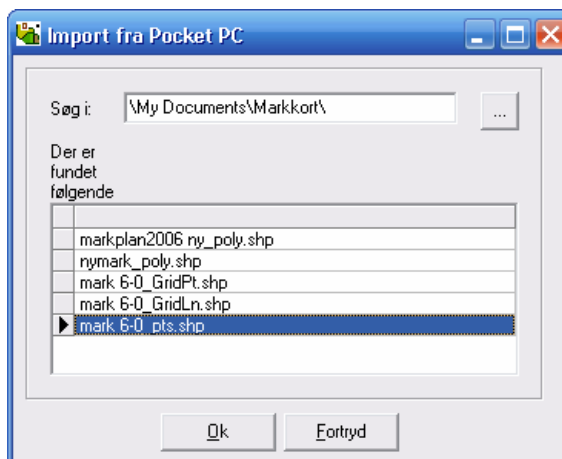 Import fra Pocket PC
Søg i: \My Documents\Markkort\ ...
Der er
fundet
følgende
markplan2006 ny_poly.shp
nymark_poly.shp
mark 6-0_GridPt.shp
mark 6-0_GridLn.shp
mark 6-0_pts.shp
Ok Fortryd